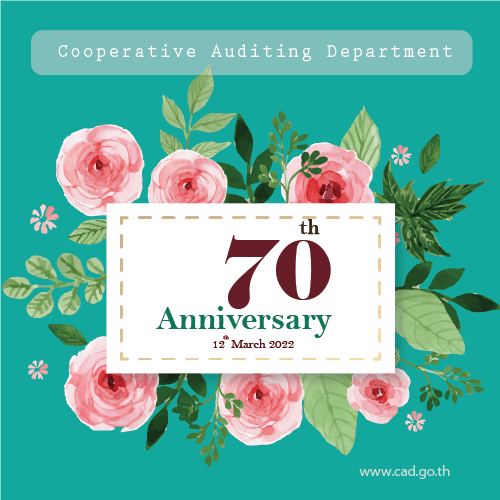 Cooperative Auditing Department
70th
Anniversary
12th March 2022
www.cad.go.th